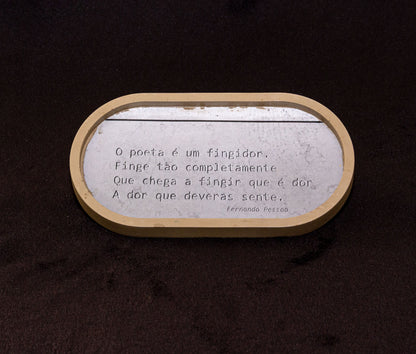 O poeta é um fingidor.
Finge tão completamente
Que chega a fingir que é dor
A dor que deveras sente.
Fernando Pessoa